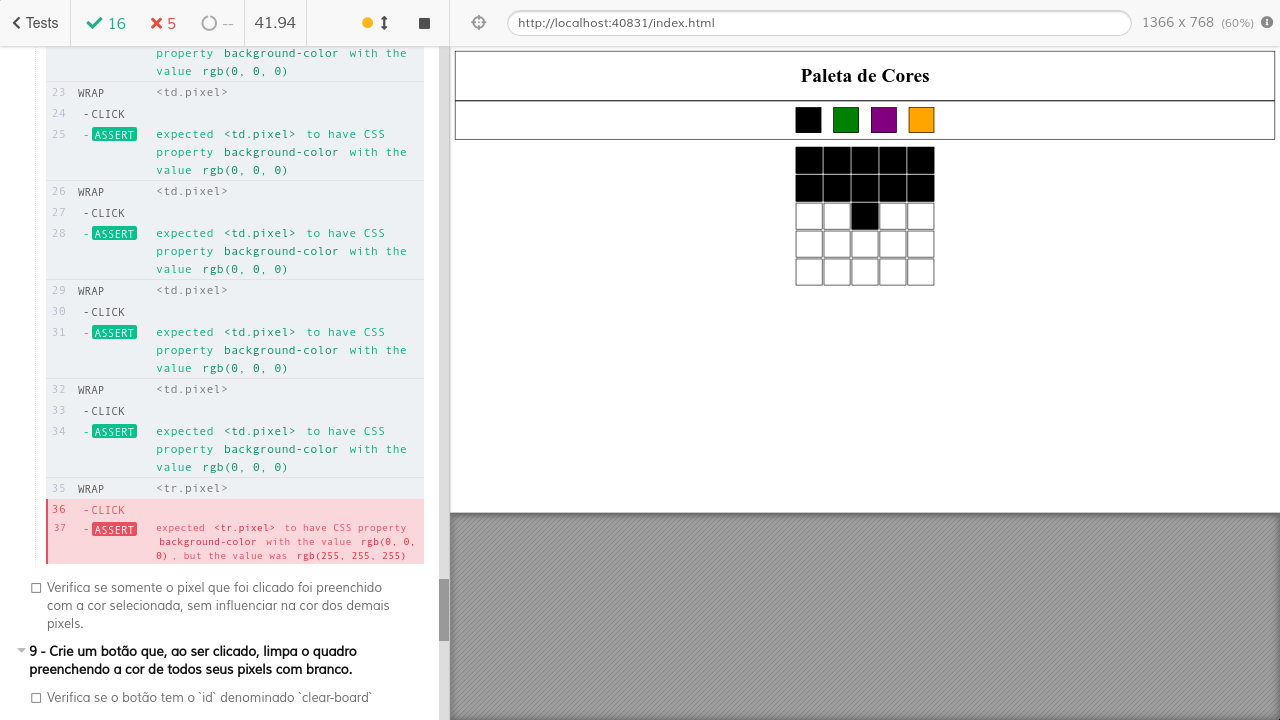 Tests 16 5 -- 41.94 http://localhost:40831/index.html 1366 x 768 (60%)
property background-color with the
value rgb(0, 0, 0)
23 WRAP <td.pixel>
24 -CLICK
25 -ASSERT expected <td.pixel> to have CSS
property background-color with the
value rgb(0, 0, 0)
26 WRAP <td.pixel>
27 -CLICK
28 -ASSERT expected <td.pixel> to have CSS
property background-color with the
value rgb(0, 0, 0)
29 WRAP <td.pixel>
30 -CLICK
31 -ASSERT expected <td.pixel> to have CSS
property background-color with the
value rgb(0, 0, 0)
32 WRAP <td.pixel>
33 -CLICK
34 -ASSERT expected <td.pixel> to have CSS
property background-color with the
value rgb(0, 0, 0)
35 WRAP <tr.pixel>
36 -CLICK
37 -ASSERT expected <tr.pixel> to have CSS property
background-color with the value rgb(0, 0,
0) , but the value was rgb(255, 255, 255)
Verifica se somente o pixel que foi clicado foi preenchido
com a cor selecionada, sem influenciar na cor dos demais
pixels.
9 - Crie um botão que, ao ser clicado, limpa o quadro
preenchendo a cor de todos seus pixels com branco.
Verifica se o botão tem o `id` denominado `clear-board`
Paleta de Cores